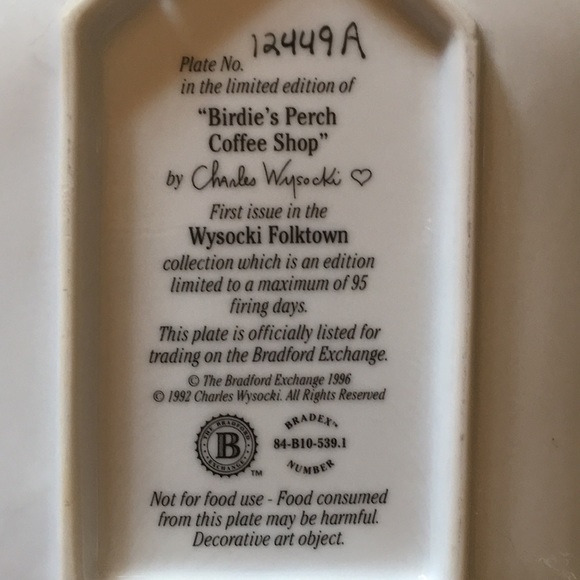 Plate No. 12449A
in the limited edition of
"Birdie's Perch
Coffee Shop"
by Charles Wysocki ♡
First issue in the
Wysocki Folktown
collection which is an edition
limited to a maximum of 95
firing days.
This plate is officially listed for
trading on the Bradford Exchange.
© The Bradford Exchange 1996
© 1992 Charles Wysocki. All Rights Reserved
THE BRADFORD
B
EXCHANGE
TM
BRADEX™
84-B10-539.1
NUMBER
Not for food use - Food consumed
from this plate may be harmful.
Decorative art object.